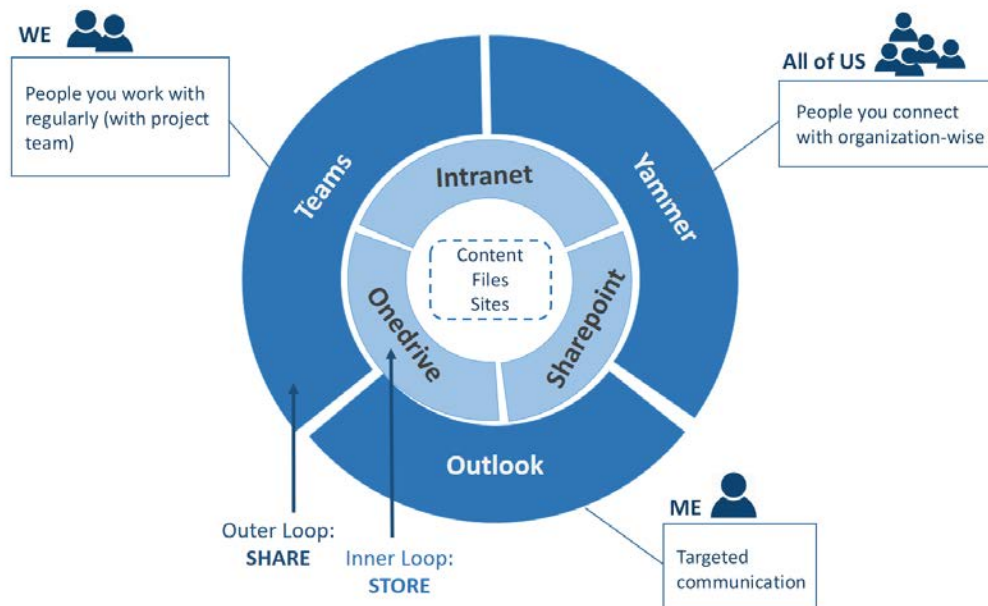 WE
People you work with
regularly (with project
team)
All of US
People you connect
with organization-wise
Teams
Yammer
Intranet
Onedrive
Sharepoint
Content
Files
Sites
Outlook
Outer Loop:
SHARE
Inner Loop:
STORE
ME
Targeted
communication